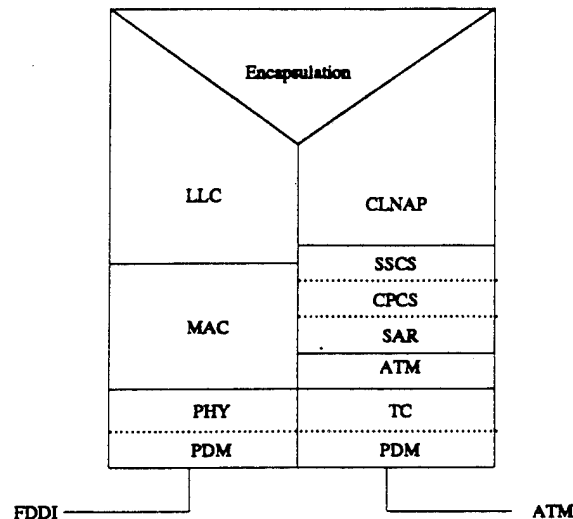 Encapsulation
LLC
CLNAP
SSCS
CPCS
MAC
SAR
ATM
PHY
TC
PDM
PDM
FDDI
ATM